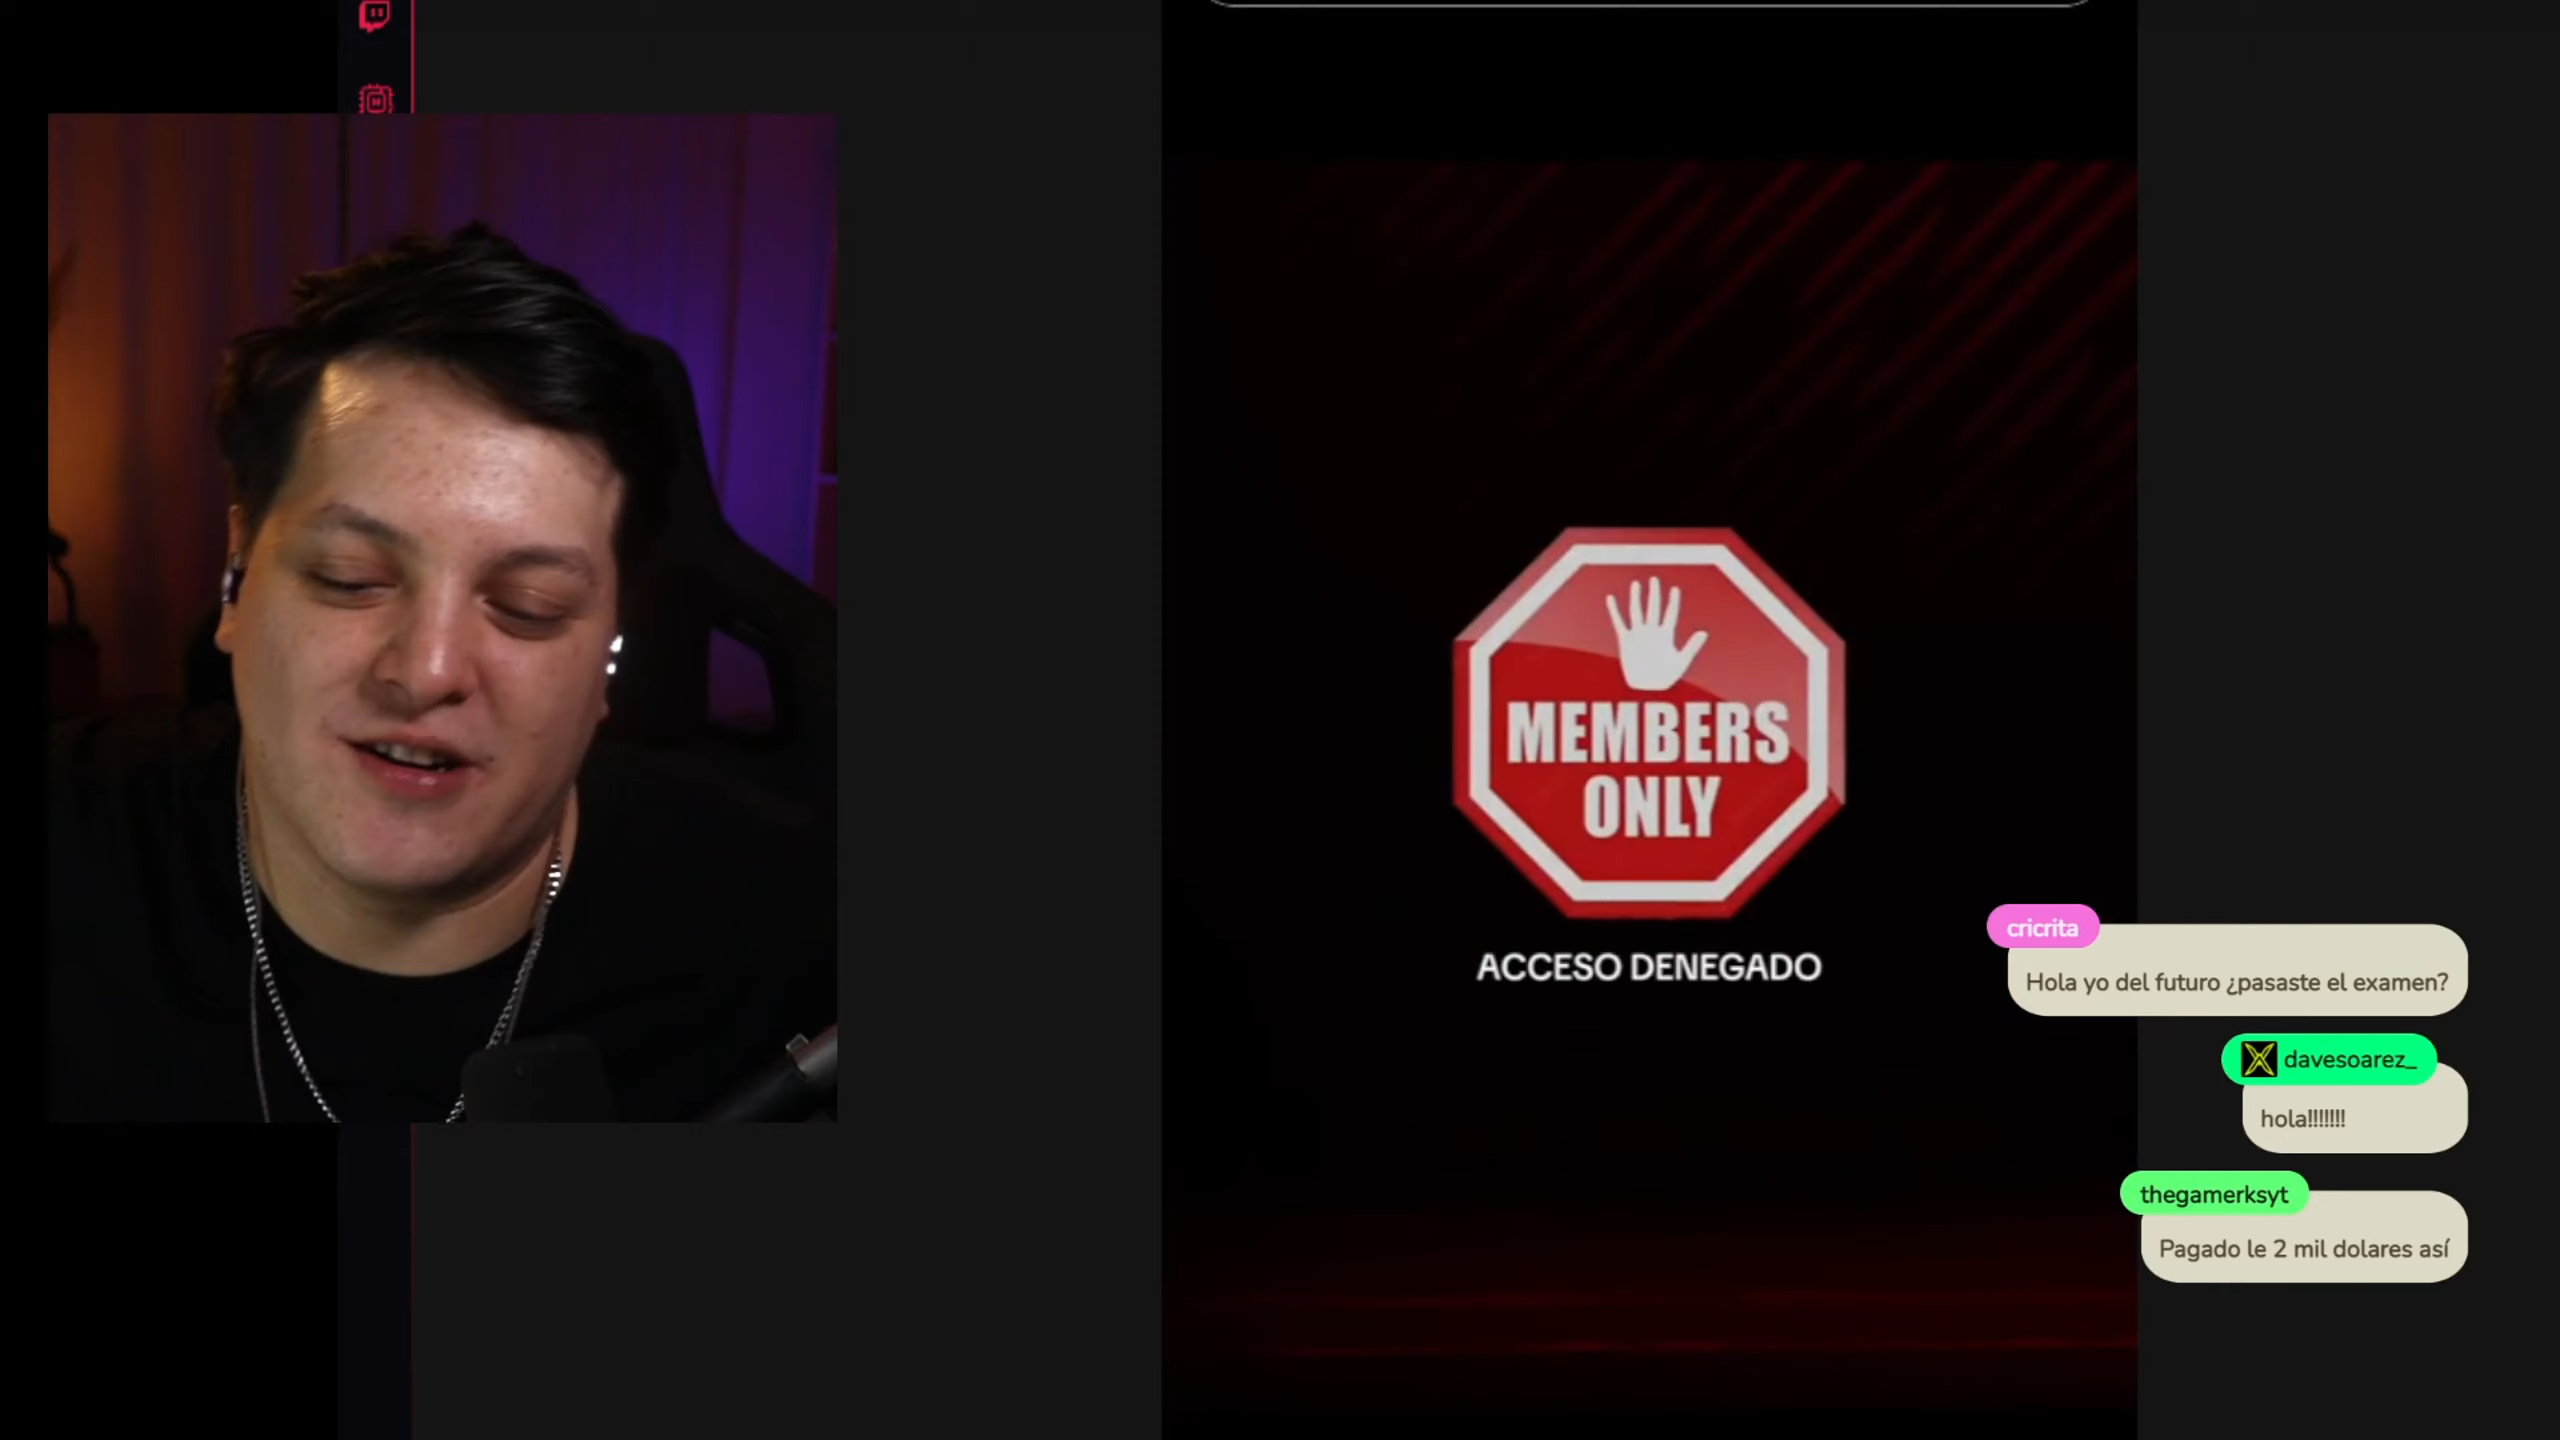 MEMBERS
ONLY
ACCESO DENEGADO
cricrita
Hola yo del futuro ¿pasaste el examen?
davesoarez_
hola!!!!!!!
thegamerksyt
Pagado le 2 mil dolares así